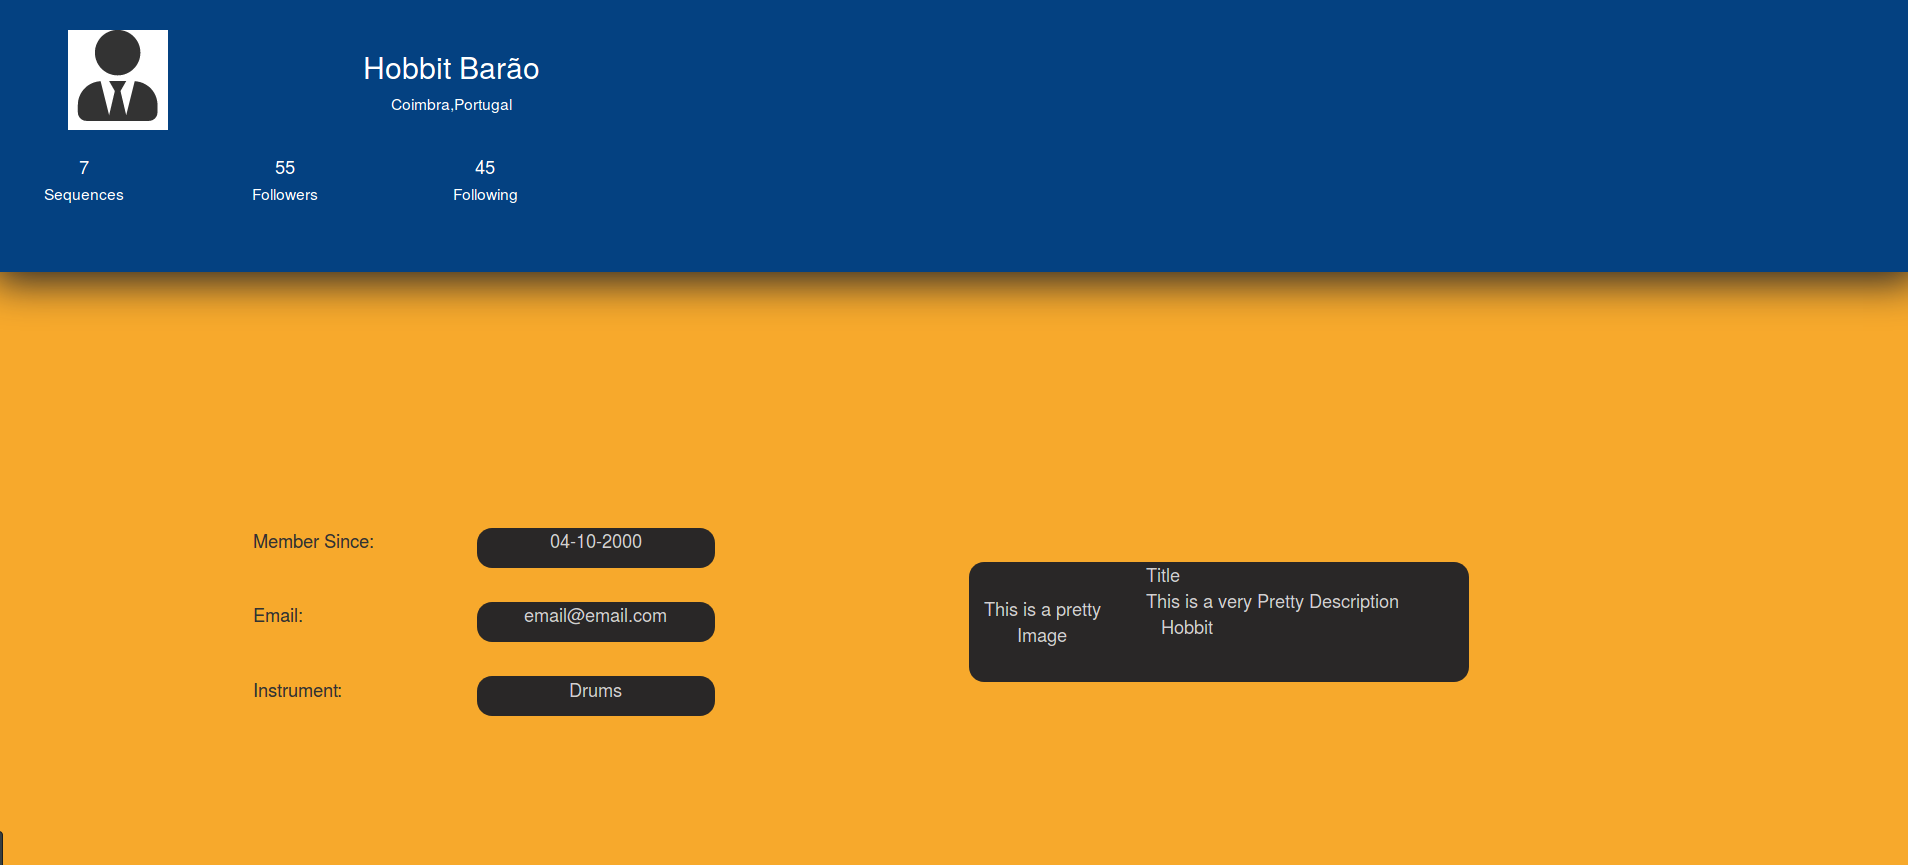 Hobbit Barão
Coimbra,Portugal
7
Sequences
55
Followers
45
Following
Member Since:
04-10-2000
Email:
email@email.com
Instrument:
Drums
This is a pretty
Image
Title
This is a very Pretty Description
Hobbit